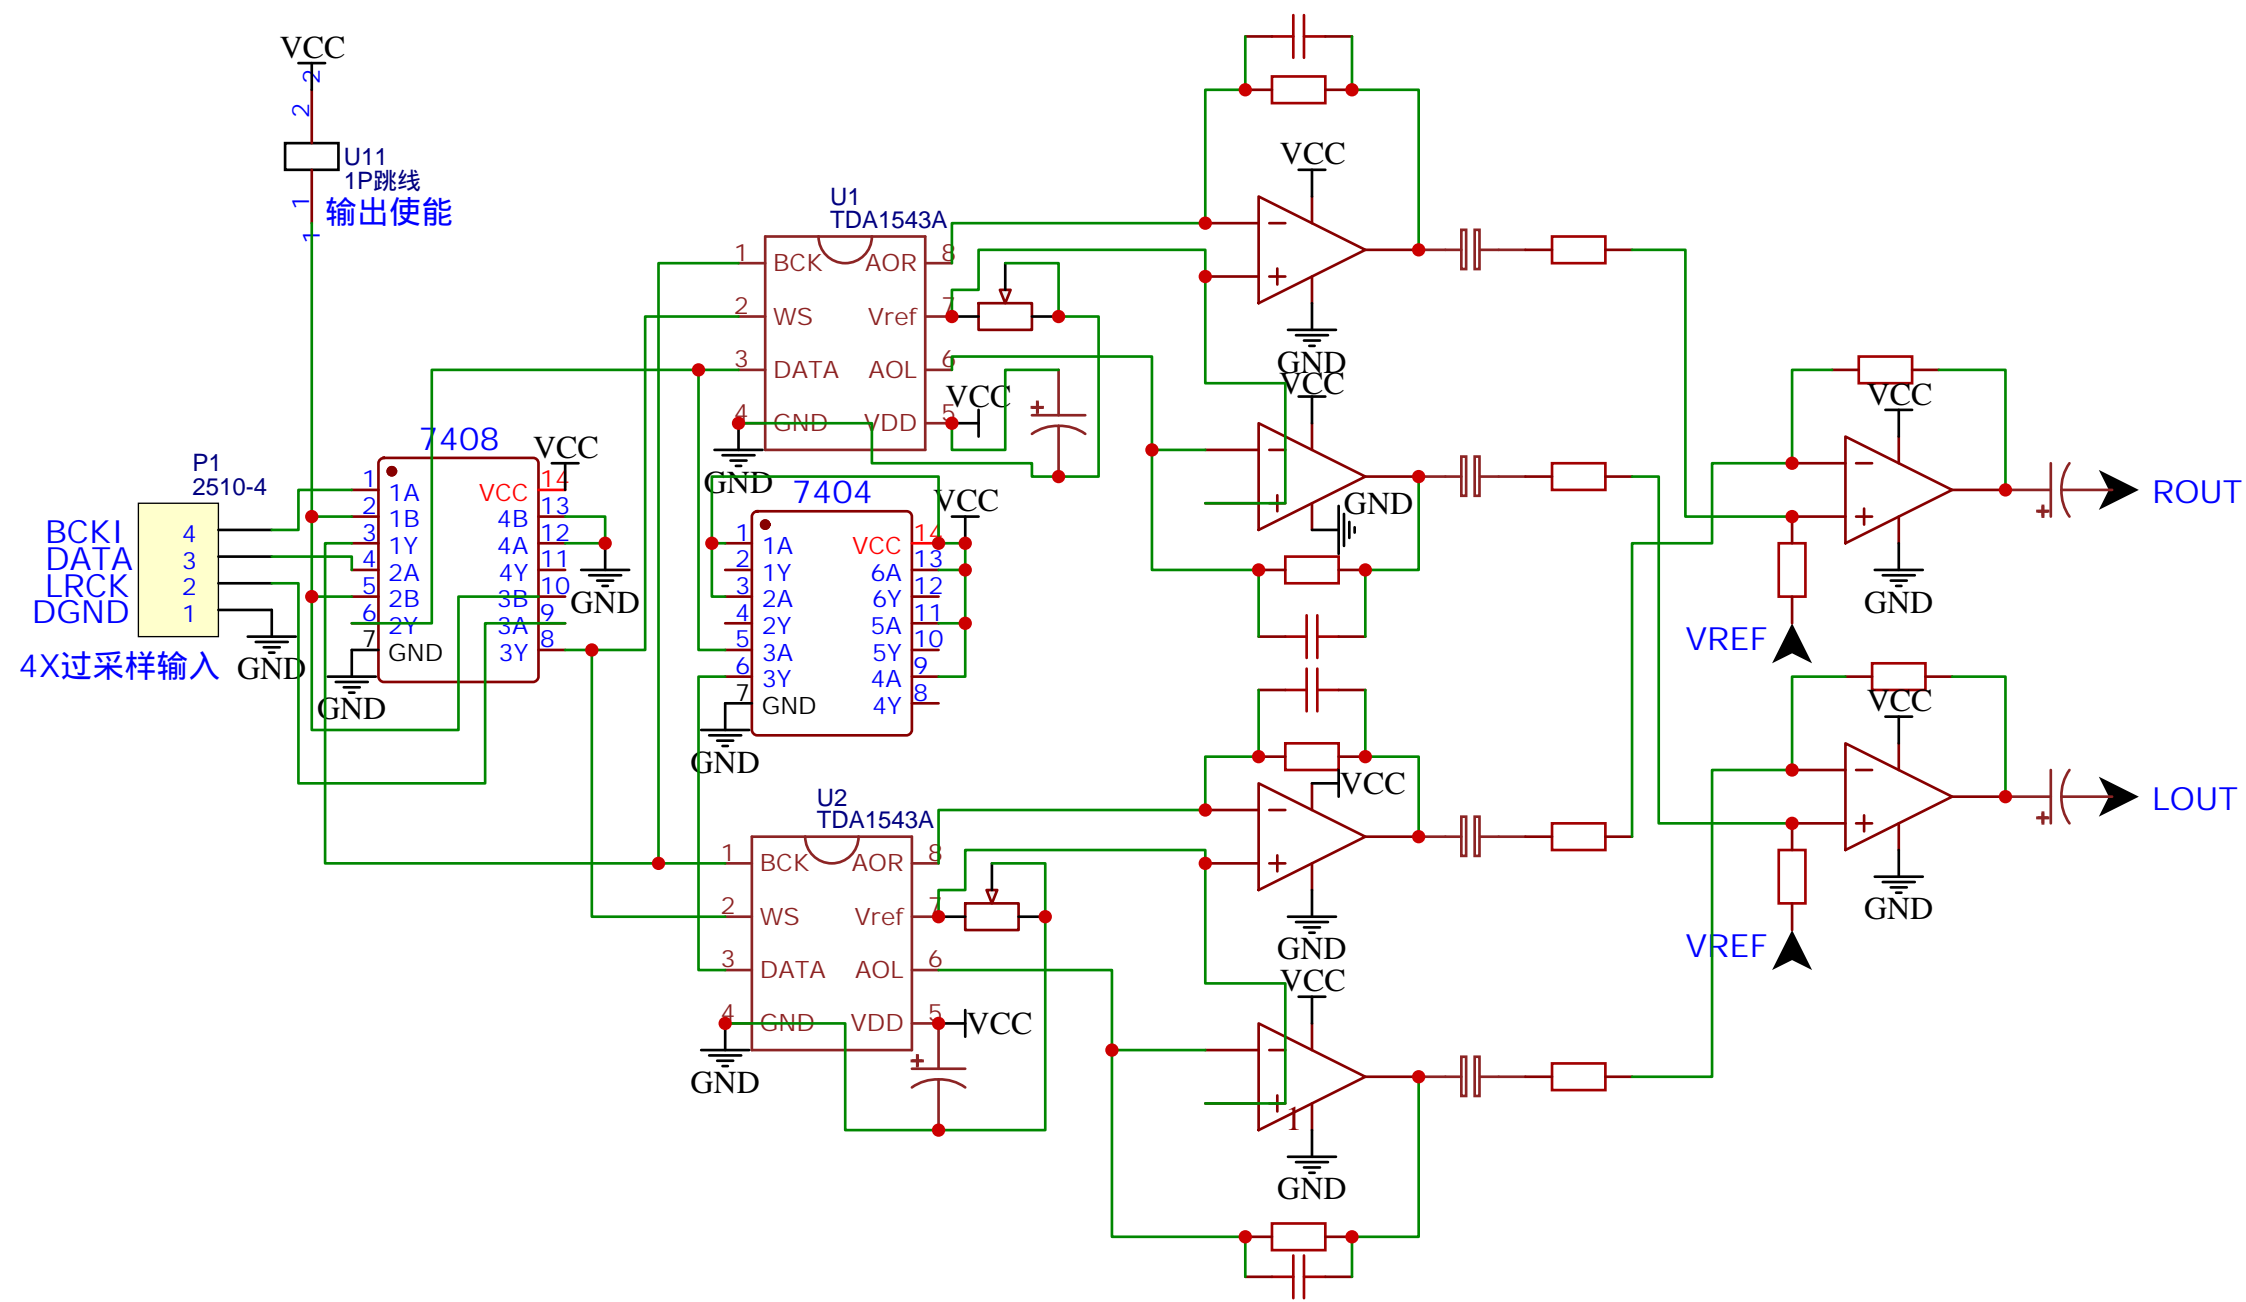 VCC
2
2
U11
1P跳线
1
输出使能
1
P1
2510-4
BCKI
DATA
LRCK
DGND
4
3
2
1
4X过采样输入
GND
7408
VCC
1
2
3
4
5
6
7
1A
1B
1Y
2A
2B
2Y
GND
VCC
4B
4A
4Y
3B
3A
3Y
14
13
12
11
10
9
8
GND
GND
U1
TDA1543A
1
2
3
4
BCK
WS
DATA
GND
AOR
Vref
AOL
VDD
8
7
6
5
VCC
GND
7404
VCC
1
2
3
4
5
6
7
1A
1Y
2A
2Y
3A
3Y
GND
VCC
6A
6Y
5A
5Y
4A
4Y
14
13
12
11
10
9
8
GND
U2
TDA1543A
1
2
3
4
BCK
WS
DATA
GND
AOR
Vref
AOL
VDD
8
7
6
5
VCC
GND
VCC
GND
VCC
GND
VCC
GND
VCC
1
GND
VCC
GND
ROUT
VREF
VCC
GND
LOUT
VREF